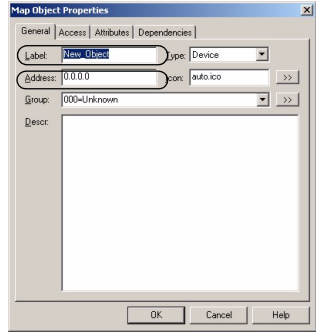 Map Object Properties
General Access Attributes Dependencies
Label: New_Object Type: Device
Address: 0.0.0.0 Icon: auto.ico >>
Group: 000=Unknown >>
Descr:
OK Cancel Help